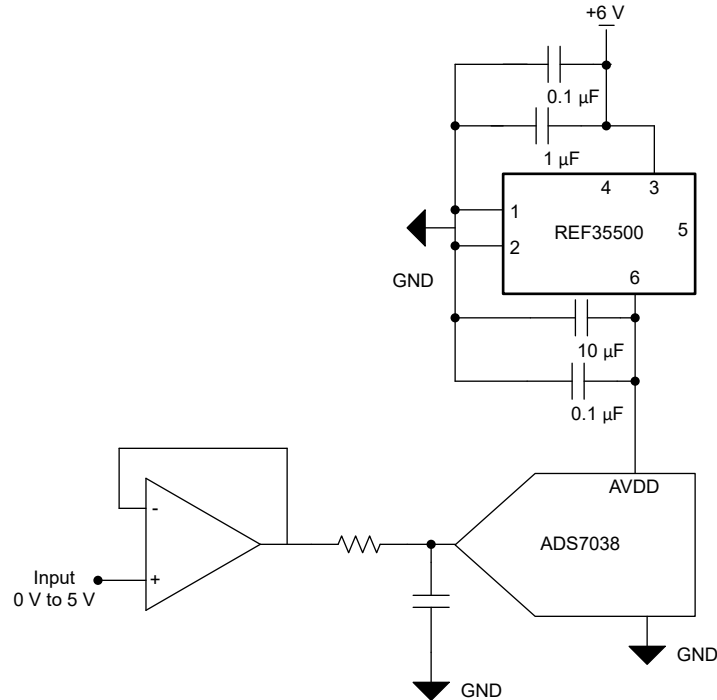 +6 V
0.1 µF
1 µF
4
3
1
REF35500
5
2
GND
6
10 µF
0.1 µF
AVDD
-
ADS7038
Input
0 V to 5 V
+
GND
GND